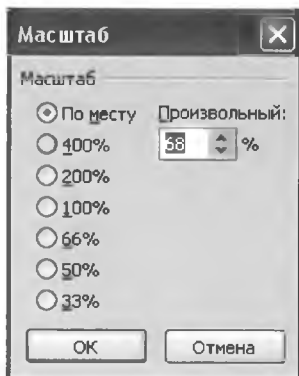 Масштаб
Масштаб
По месту
Произвольный:
400%
68 %
200%
100%
66%
50%
33%
ОК
Отмена